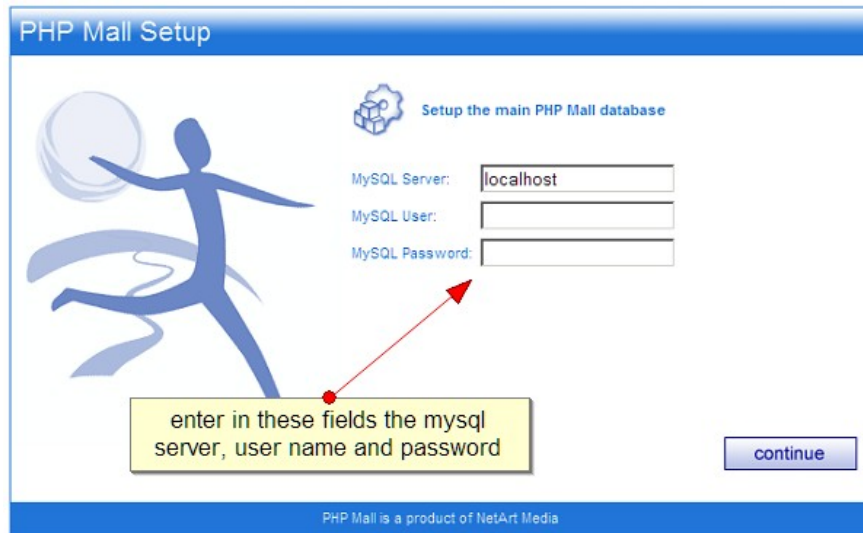 PHP Mall Setup
Setup the main PHP Mall database
MySQL Server: localhost
MySQL User:
MySQL Password:
enter in these fields the mysql
server, user name and password
continue
PHP Mall is a product of NetArt Media